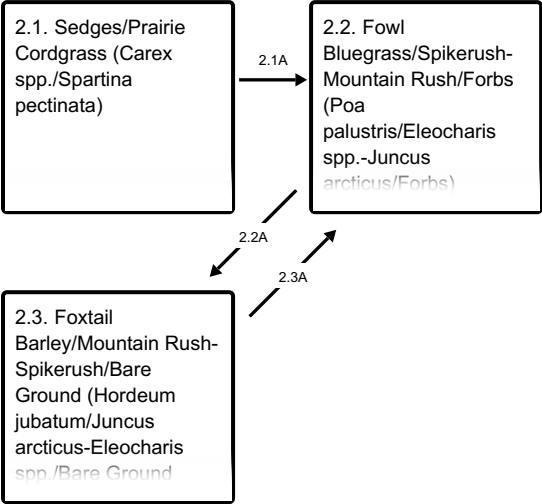 2.1. Sedges/Prairie
Cordgrass (Carex
spp./Spartina
pectinata)
2.1A
2.2. Fowl
Bluegrass/Spikerush-
Mountain Rush/Forbs
(Poa
palustris/Eleocharis
spp.-Juncus
arcticus/Forbs)
2.2A
2.3A
2.3. Foxtail
Barley/Mountain Rush-
Spikerush/Bare
Ground (Hordeum
jubatum/Juncus
arcticus-Eleocharis
spp./Bare Ground